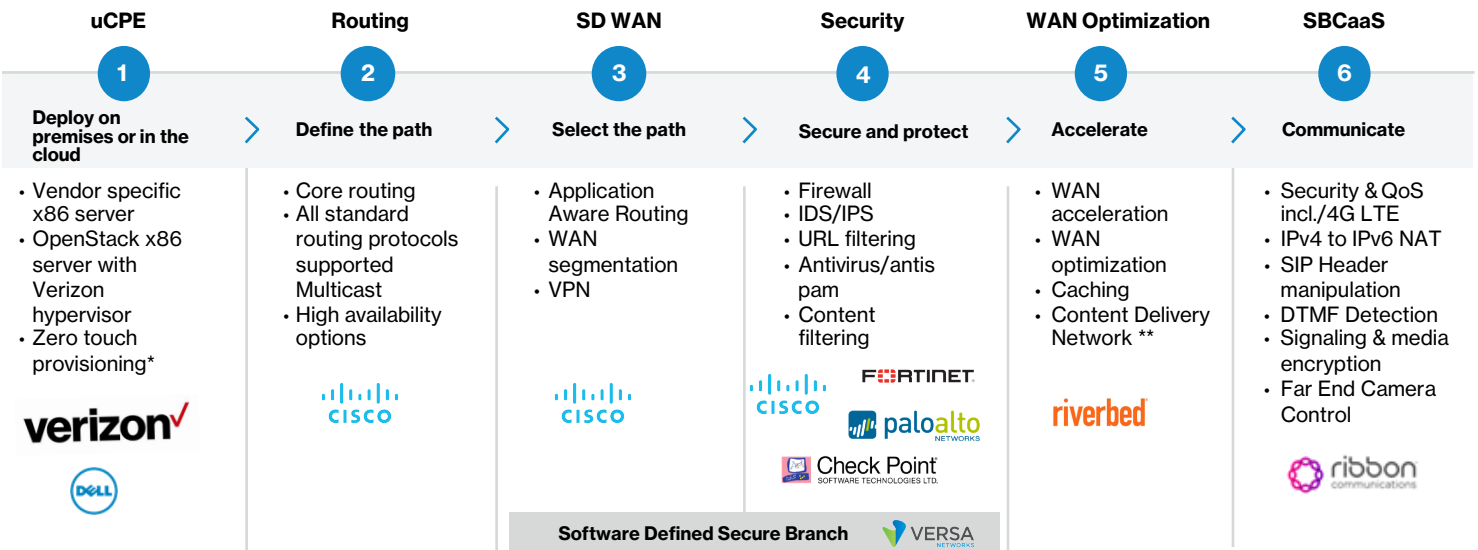 uCPE
Routing
SD WAN
Security
WAN Optimization
SBCaaS
1
2
3
4
5
6
Deploy on
premises or in the
cloud
Define the path
Select the path
Secure and protect
Accelerate
Communicate
• Vendor specific
x86 server
• OpenStack x86
server with
Verizon
hypervisor
• Zero touch
provisioning*
verizon
DELL
• Core routing
• All standard
routing protocols
supported
Multicast
• High availability
options
CISCO
• Application
Aware Routing
• WAN
segmentation
• VPN
CISCO
• Firewall
• IDS/IPS
• URL filtering
• Antivirus/antis
pam
• Content
filtering
CISCO
FORTINET
paloalto
NETWORKS
Check Point
SOFTWARE TECHNOLOGIES LTD.
Software Defined Secure Branch
VERSA
NETWORKS
• WAN
acceleration
• WAN
optimization
• Caching
• Content Delivery
Network **
riverbed
• Security & QoS
incl./4G LTE
• IPv4 to IPv6 NAT
• SIP Header
manipulation
• DTMF Detection
• Signaling & media
encryption
• Far End Camera
Control
ribbon
communications